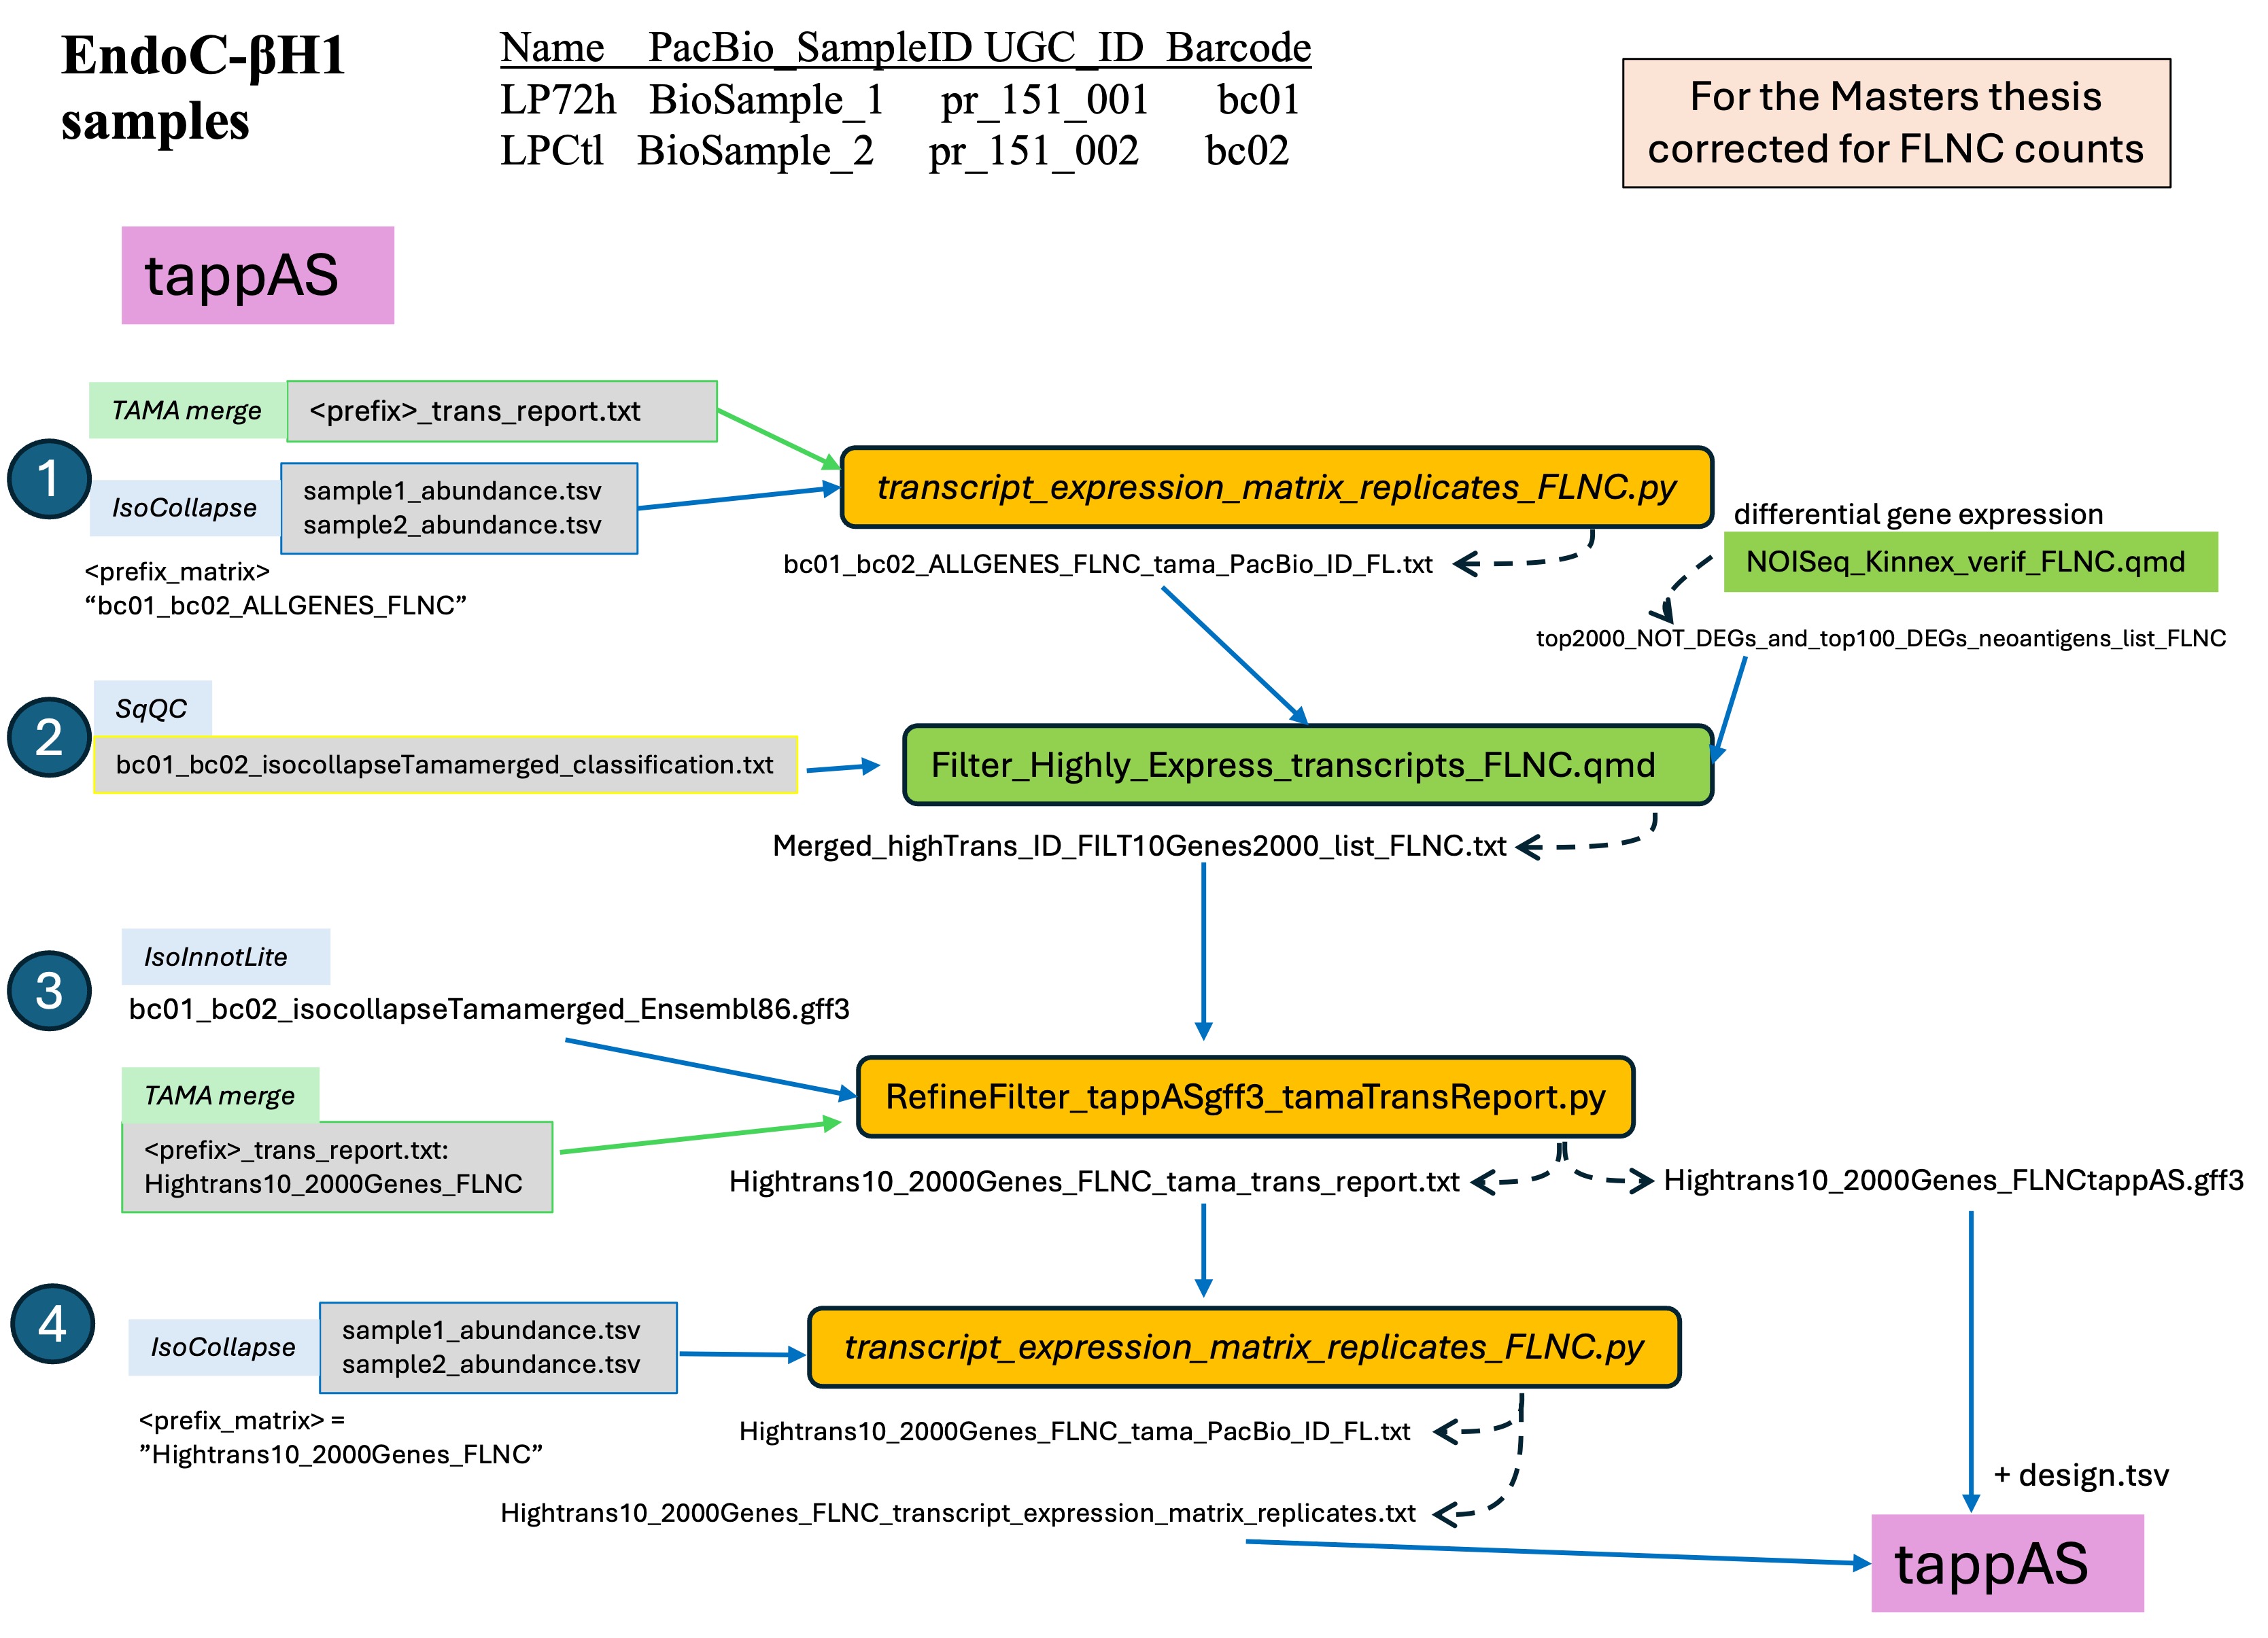 EndoC-βH1
samples
Name PacBio_SampleID UGC_ID Barcode
LP72h BioSample_1 pr_151_001 bc01
LPCtl BioSample_2 pr_151_002 bc02
For the Masters thesis
corrected for FLNC counts
tappAS
1
TAMA merge
<prefix>_trans_report.txt
IsoCollapse
sample1_abundance.tsv
sample2_abundance.tsv
<prefix_matrix>
“bc01_bc02_ALLGENES_FLNC”
transcript_expression_matrix_replicates_FLNC.py
bc01_bc02_ALLGENES_FLNC_tama_PacBio_ID_FL.txt
differential gene expression
NOISeq_Kinnex_verif_FLNC.qmd
top2000_NOT_DEGs_and_top100_DEGs_neoantigens_list_FLNC
2
SqQC
bc01_bc02_isocollapseTamamerged_classification.txt
Filter_Highly_Express_transcripts_FLNC.qmd
Merged_highTrans_ID_FILT10Genes2000_list_FLNC.txt
3
IsoInnotLite
bc01_bc02_isocollapseTamamerged_Ensembl86.gff3
TAMA merge
<prefix>_trans_report.txt:
Hightrans10_2000Genes_FLNC
RefineFilter_tappASgff3_tamaTransReport.py
Hightrans10_2000Genes_FLNC_tama_trans_report.txt
Hightrans10_2000Genes_FLNCtappAS.gff3
4
IsoCollapse
sample1_abundance.tsv
sample2_abundance.tsv
<prefix_matrix> =
”Hightrans10_2000Genes_FLNC”
transcript_expression_matrix_replicates_FLNC.py
Hightrans10_2000Genes_FLNC_tama_PacBio_ID_FL.txt
Hightrans10_2000Genes_FLNC_transcript_expression_matrix_replicates.txt
+ design.tsv
tappAS